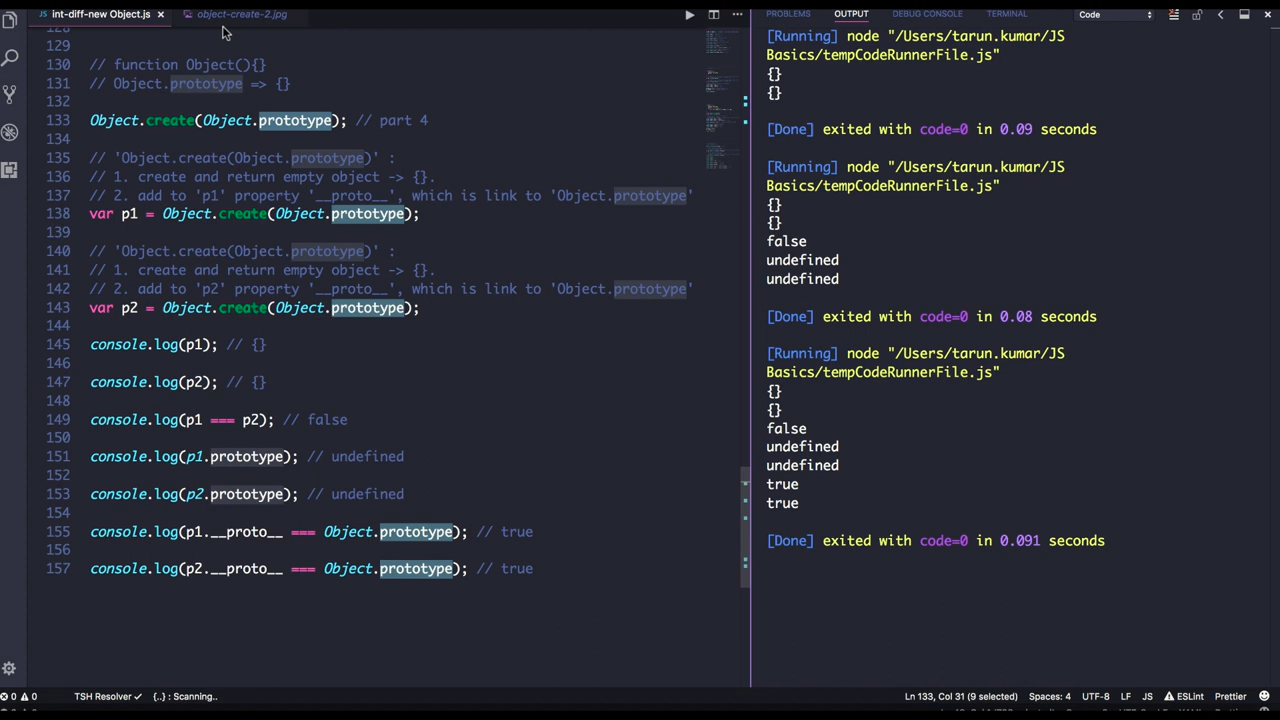 JS int-diff-new Object.js ×
object-create-2.jpg
PROBLEMS OUTPUT DEBUG CONSOLE TERMINAL Code
129
130 // function Object(){}
131 // Object.prototype => {}
132
133 Object.create(Object.prototype); // part 4
134
135 // 'Object.create(Object.prototype)' :
136 // 1. create and return empty object -> {}.
137 // 2. add to 'p1' property '__proto__', which is link to 'Object.prototype'
138 var p1 = Object.create(Object.prototype);
139
140 // 'Object.create(Object.prototype)' :
141 // 1. create and return empty object -> {}.
142 // 2. add to 'p2' property '__proto__', which is link to 'Object.prototype'
143 var p2 = Object.create(Object.prototype);
144
145 console.log(p1); // {}
146
147 console.log(p2); // {}
148
149 console.log(p1 === p2); // false
150
151 console.log(p1.prototype); // undefined
152
153 console.log(p2.prototype); // undefined
154
155 console.log(p1.__proto__ === Object.prototype); // true
156
157 console.log(p2.__proto__ === Object.prototype); // true
[Running] node "/Users/tarun.kumar/JS
Basics/tempCodeRunnerFile.js"
{}
{}
[Done] exited with code=0 in 0.09 seconds
[Running] node "/Users/tarun.kumar/JS
Basics/tempCodeRunnerFile.js"
{}
{}
false
undefined
undefined
[Done] exited with code=0 in 0.08 seconds
[Running] node "/Users/tarun.kumar/JS
Basics/tempCodeRunnerFile.js"
{}
{}
false
undefined
undefined
true
true
[Done] exited with code=0 in 0.091 seconds
0 0 TSH Resolver ✓ {..} : Scanning.. Ln 133, Col 31 (9 selected) Spaces: 4 UTF-8 LF JS ESLint Prettier